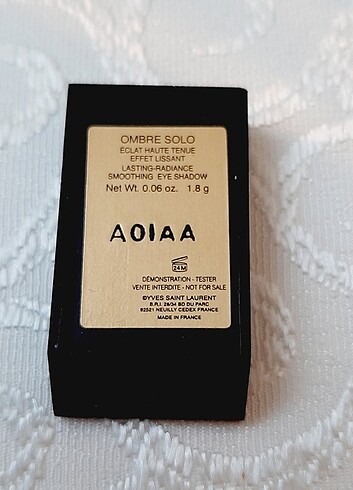 OMBRE SOLO
ÉCLAT HAUTE TENUE
EFFET LISSANT
LASTING-RADIANCE
SMOOTHING EYE SHADOW
Net Wt. 0.06 oz. 1.8 g
A01AA
24 M
DÉMONSTRATION - TESTER
VENTE INTERDITE - NOT FOR SALE
©YVES SAINT LAURENT
B.R.I. 28/34 BD DU PARC
92521 NEUILLY CEDEX FRANCE
MADE IN FRANCE